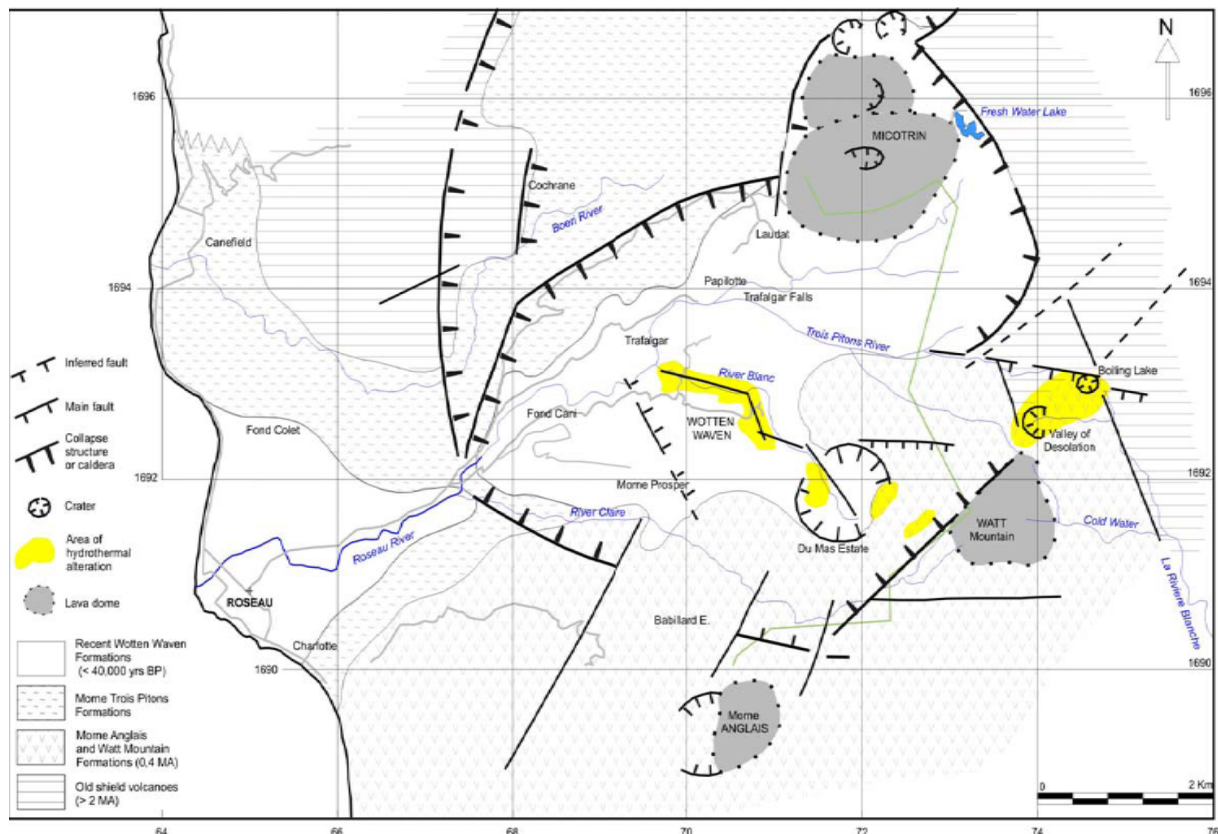 N
1696
1696
Fresh Water Lake
MICOTRIN
Cochrane
Boeri River
Canefield
Laudat
1694
1694
Papilotte
Trafalgar Falls
Trafalgar
Trois Pitons River
Boiling Lake
River Blanc
Fond Cani
WOTTEN
WAVEN
Fond Colet
Valley of
Desolation
1692
1692
Morne Prosper
River Claire
WATT
Mountain
Cold Water
Du Mas Estate
Roseau River
La Riviere Blanche
ROSEAU
Babillard E.
Charlotte
1690
1690
Morne
ANGLAIS
Inferred fault
Main fault
Collapse
structure
or caldera
Crater
Area of
hydrothermal
alteration
Lava dome
Recent Wotten Waven
Formations
(< 40,000 yrs BP)
Morne Trois Pitons
Formations
Morne Anglais
and Watt Mountain
Formations (0,4 MA)
Old shield volcanoes
(> 2 MA)
0
2 Km
64
66
68
70
72
74
76